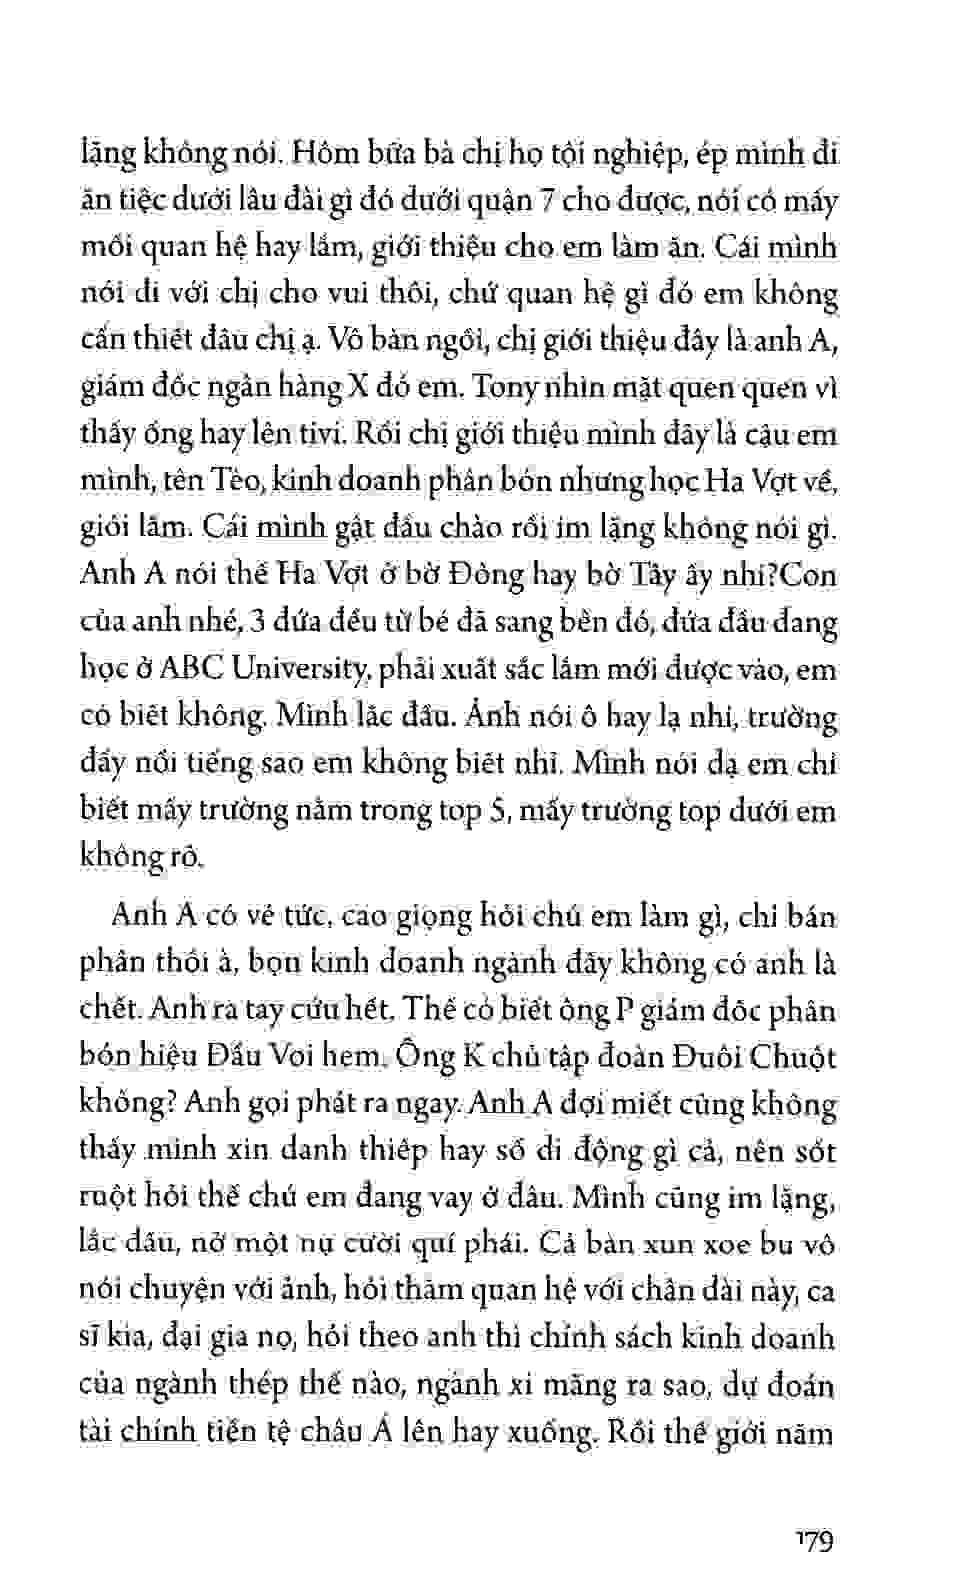 lặng không nói. Hôm bữa bà chị họ tội nghiệp, ép mình đi
ăn tiệc dưới lâu đài gì đó dưới quận 7 cho được, nói có mấy
mối quan hệ hay lắm, giới thiệu cho em làm ăn. Cái mình
nói đi với chị cho vui thôi, chứ quan hệ gì đó em không
cần thiết đâu chị ạ. Vô bàn ngồi, chị giới thiệu đây là anh A,
giám đốc ngân hàng X đó em. Tony nhìn mặt quen quen vì
thấy ổng hay lên tivi. Rồi chị giới thiệu mình đây là cậu em
mình, tên Tèo, kinh doanh phân bón nhưng học Ha Vợt về,
giỏi lắm. Cái mình gật đầu chào rồi im lặng không nói gì.
Anh A nói thế Ha Vợt ở bờ Đông hay bờ Tây ấy nhỉ?Con
của anh nhé, 3 đứa đều từ bé đã sang bên đó, đứa đầu đang
học ở ABC University, phải xuất sắc lắm mới được vào, em
có biết không. Mình lắc đầu. Ảnh nói ô hay lạ nhỉ, trường
đấy nổi tiếng sao em không biết nhỉ. Mình nói dạ em chỉ
biết mấy trường nằm trong top 5, mấy trường top dưới em
không rõ.
Anh A có vẻ tức, cao giọng hỏi chú em làm gì, chỉ bán
phân thôi à, bọn kinh doanh ngành đấy không có anh là
chết. Anh ra tay cứu hết. Thế có biết ông P giám đốc phân
bón hiệu Đầu Voi hem. Ông K chủ tập đoàn Đuôi Chuột
không? Anh gọi phát ra ngay. Anh A đợi miết cũng không
thấy mình xin danh thiếp hay số di động gì cả, nên sốt
ruột hỏi thế chú em đang vay ở đâu. Mình cũng im lặng,
lắc đầu, nở một nụ cười quí phái. Cả bàn xun xoe bu vô
nói chuyện với ảnh, hỏi thăm quan hệ với chân dài này, ca
sĩ kia, đại gia nọ, hỏi theo anh thì chính sách kinh doanh
của ngành thép thế nào, ngành xi măng ra sao, dự đoán
tài chính tiền tệ châu Á lên hay xuống. Rồi thế giới năm
179